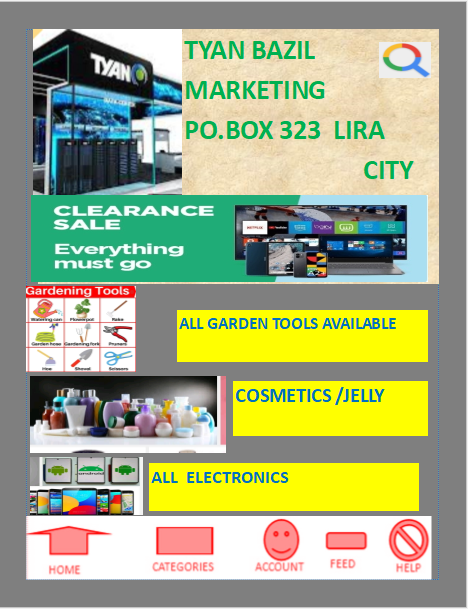 TYAN
TYAN BAZIL
MARKETING
PO.BOX 323 LIRA
CITY
CLEARANCE
SALE
Everything
must go
NETFLIX
Gardening Tools
Watering can
Flowerpot
Rake
Garden hose
Gardening fork
Pruners
Hoe
Shovel
Scissors
ALL GARDEN TOOLS AVAILABLE
COSMETICS /JELLY
ALL ELECTRONICS
HOME
CATEGORIES
ACCOUNT
FEED
HELP